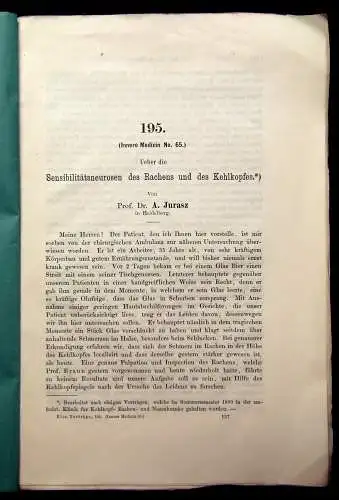 195.
(Innere Medizin No. 65.)
Ueber die
Sensibilitätsneurosen des Rachens und des Kehlkopfes.*)
Von
Prof. Dr. A. Jurasz
in Heidelberg.
Meine Herren! Der Patient, den ich Ihnen hier vorstelle, ist mir
soeben von der chirurgischen Ambulanz zur näheren Untersuchung über-
wiesen worden. Er ist ein Arbeiter, 35 Jahre alt, von sehr kräftigem
Körperbau und gutem Ernährungszustande, und will bisher niemals ernst
krank gewesen sein. Vor 2 Tagen bekam er bei einem Glas Bier einen
Streit mit einem seiner Tischgenossen. Letzterer behauptete gegenüber
unserem Patienten in einer handgreiflichen Weise sein Recht, denn er
gab ihm gerade in dem Momente, in welchem er sein Glas leerte, eine
so kräftige Ohrfeige, dass das Glas in Scherben zersprang. Mit Aus-
nahme einiger geringen Hautabschürfungen im Gesichte, die unser
Patient unberücksichtigt liess, trug er das Leiden davon, dessentwegen
wir ihn hier untersuchen sollen. Er behauptet nämlich in dem tragischen
Momente ein Stück Glas verschluckt zu haben und klagt seitdem über
anhaltende Schmerzen im Halse, besonders beim Schlucken. Bei genauerer
Erkundigung erfahren wir, dass sich der Schmerz im Rachen in der Höhe
des Kehlkopfes localisirt und dass derselbe gestern stärker gewesen ist,
als heute. Eine genaue Palpation und Inspection des Rachens, welche
Prof. gestern vorgenommen und heute wiederholt hatte, führte
zu keinem Resultate und unsere Aufgabe soll es sein, mit Hilfe des
Kehlkopfspiegels nach der Ursache des Leidens zu forschen.
*) Bearbeitet nach einigen Vorträgen, welche im Sommersemester 1880 in der am-
bulat. Klinik für Kehlkopf- Rachen- und Nasenkranke gehalten wurden. —
Klin. Vorträge, 195. (Innere Medizin 65.) 157